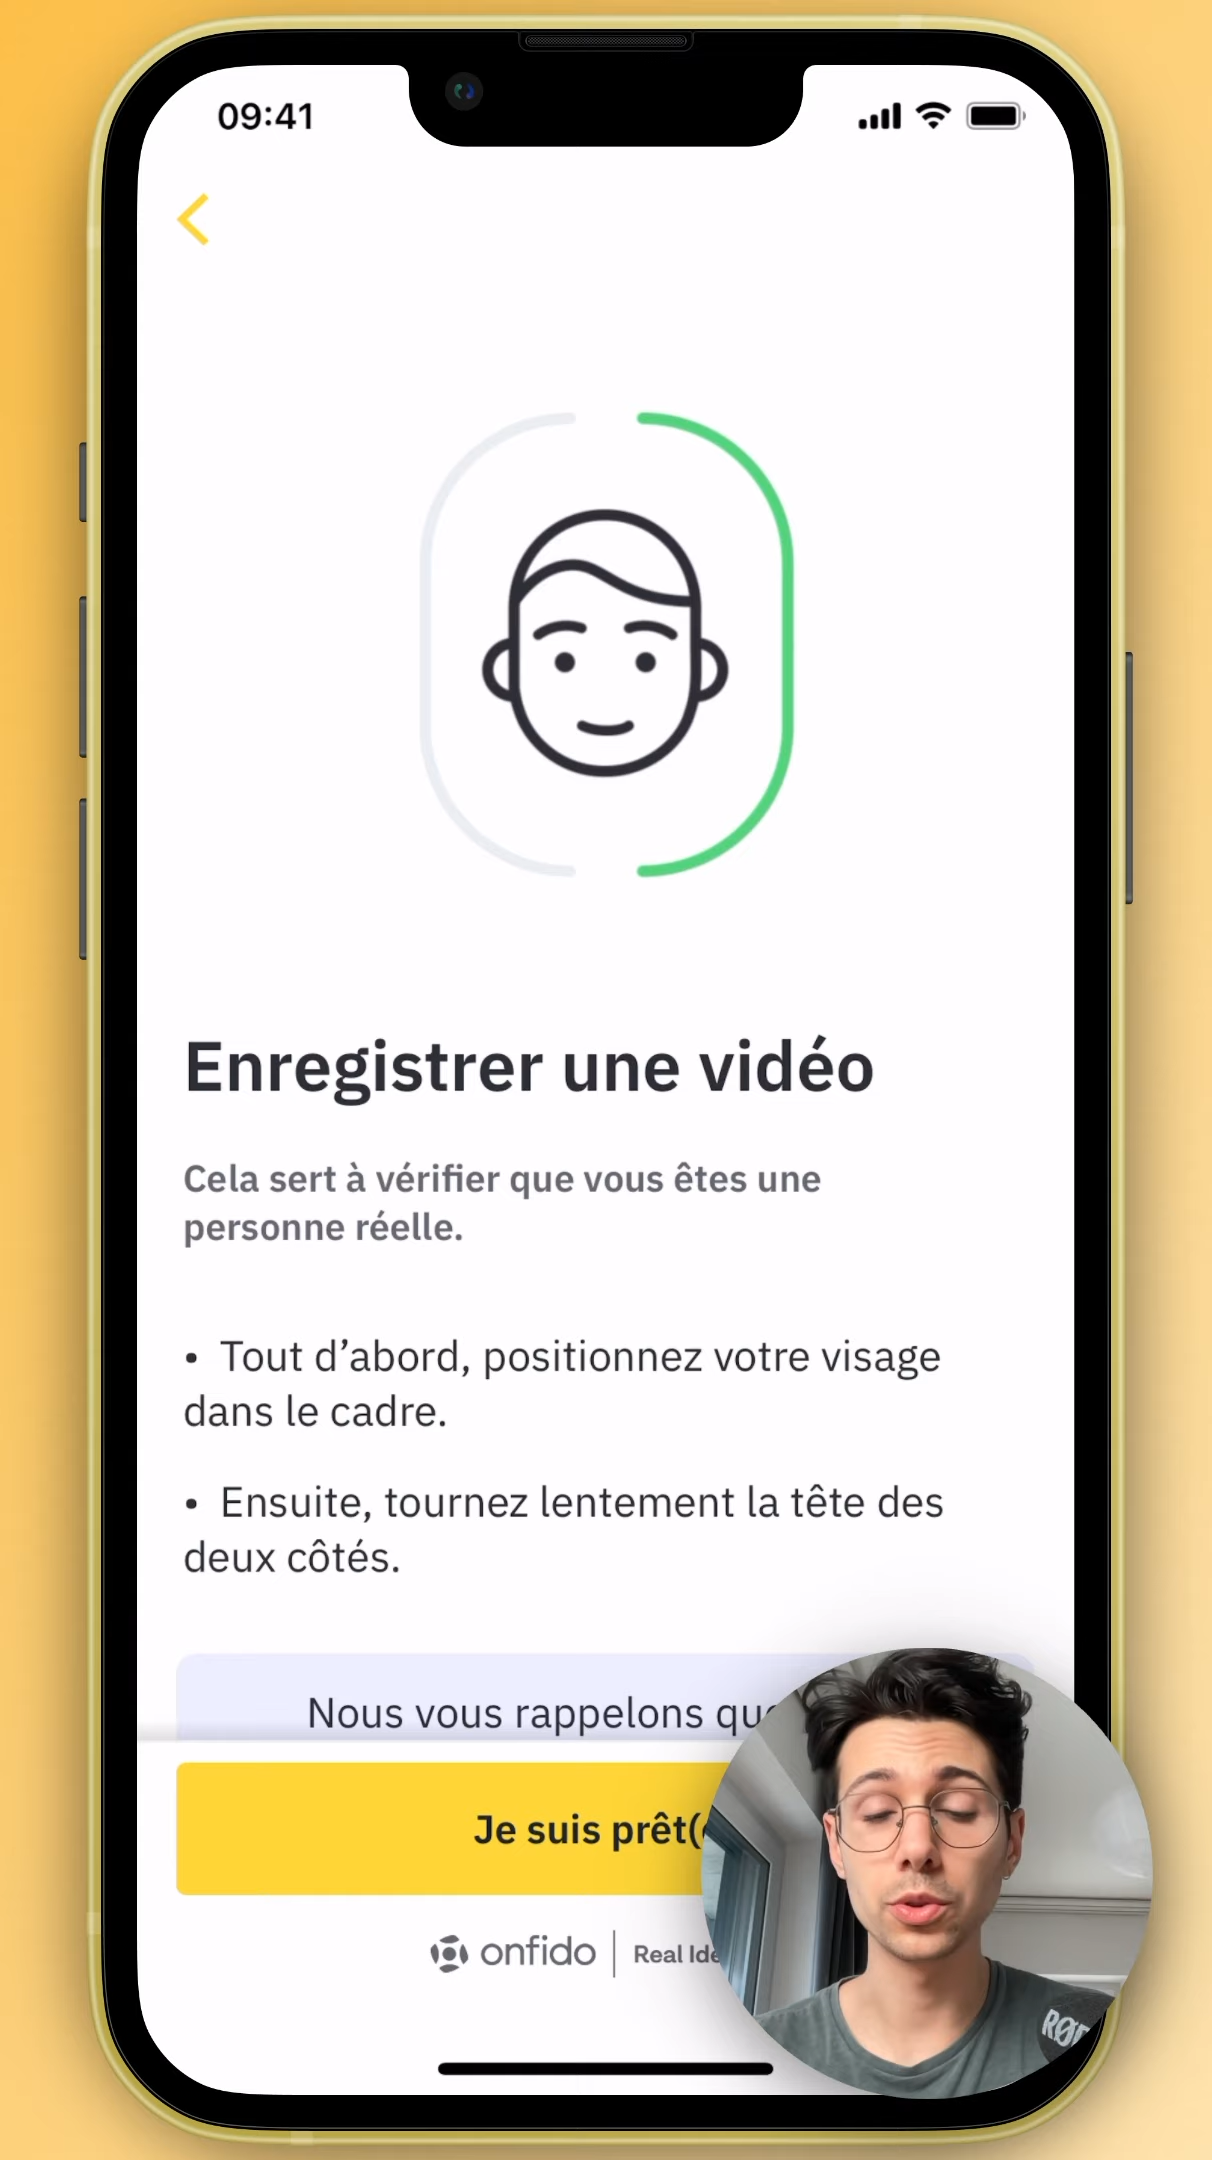 09:41
Enregistrer une vidéo
Cela sert à vérifier que vous êtes une
personne réelle.
• Tout d’abord, positionnez votre visage
dans le cadre.
• Ensuite, tournez lentement la tête des
deux côtés.
Nous vous rappelons que
Je suis prêt(
onfido | Real